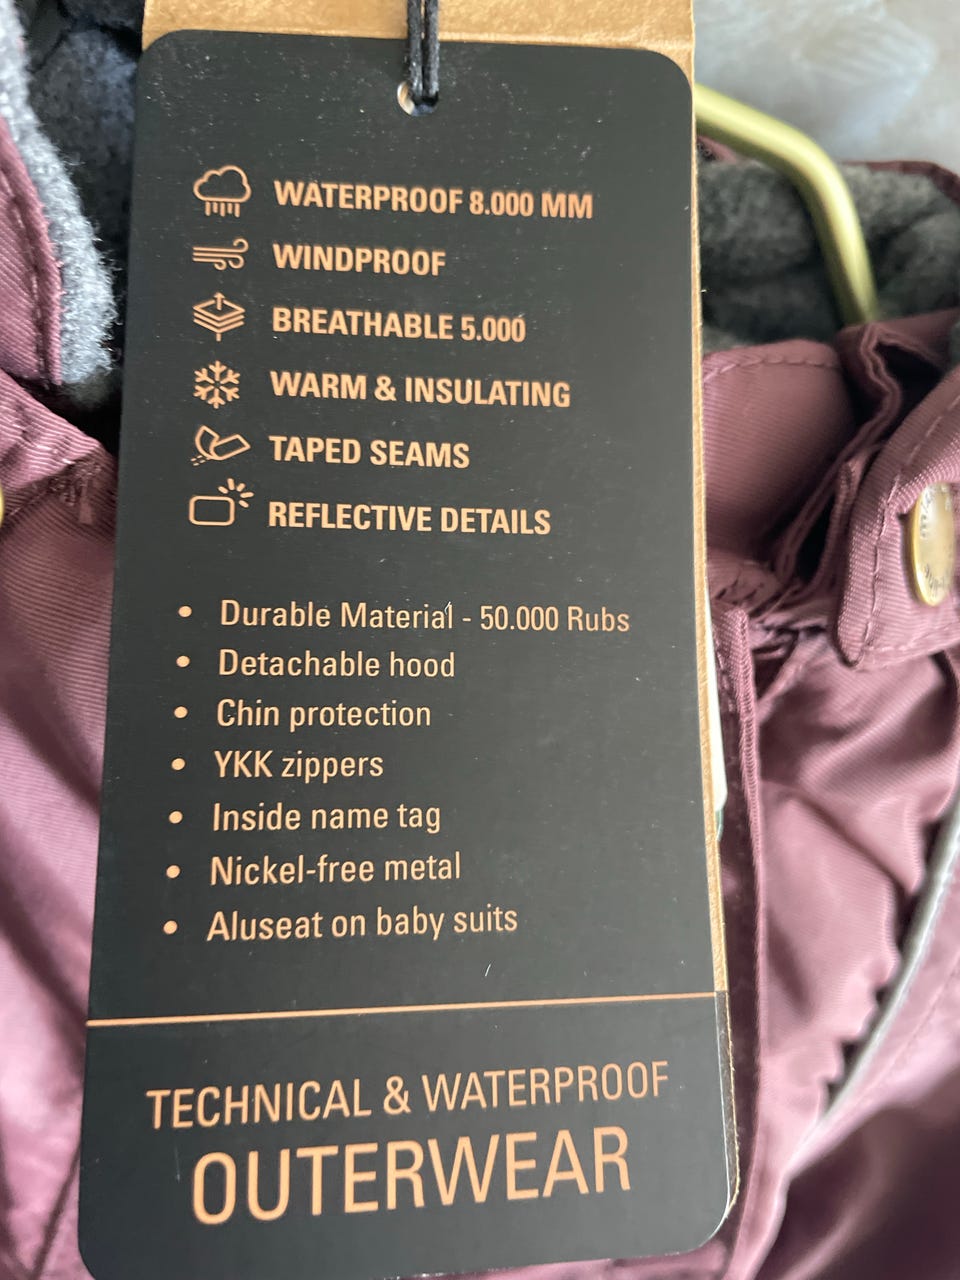 WATERPROOF 8.000 MM
WINDPROOF
BREATHABLE 5.000
WARM & INSULATING
TAPED SEAMS
REFLECTIVE DETAILS
• Durable Material - 50.000 Rubs
• Detachable hood
• Chin protection
• YKK zippers
• Inside name tag
• Nickel-free metal
• Aluseat on baby suits
TECHNICAL & WATERPROOF
OUTERWEAR